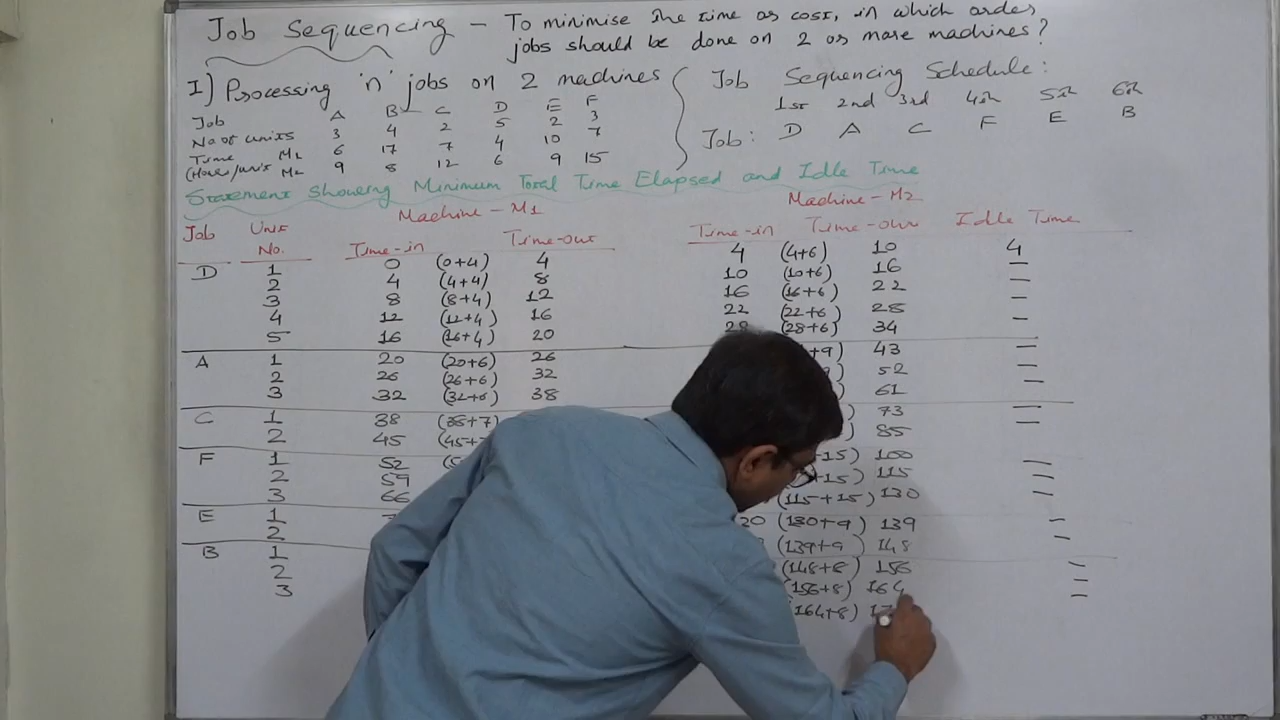 Job Sequencing - To minimise the time or cost, in which order
jobs should be done on 2 or more machines?
I) Processing 'n' jobs on 2 machines
Job A B C D E F
No. of units 3 4 2 5 2 3
Time M1 6 17 7 4 10 7
(Hours/unit M2 9 8 12 6 9 15
Job Sequencing Schedule:
1st 2nd 3rd 4th 5th 6th
Job: D A C F E B
Statement Showing Minimum Total Time Elapsed and Idle Time
Machine - M1 Machine - M2
Job Unit No. Time-in Time-out Time-in Time-out Idle Time
D 1 0 (0+4) 4 4 (4+6) 10 4
2 4 (4+4) 8 10 (10+6) 16 —
3 8 (8+4) 12 16 (16+6) 22 —
4 12 (12+4) 16 22 (22+6) 28 —
5 16 (16+4) 20 28 (28+6) 34 —
A 1 20 (20+6) 26 +9) 43 —
2 26 (26+6) 32 ) 52 —
3 32 (32+6) 38 ) 61 —
C 1 38 (38+7) ) 73 —
2 45 (45+ ) 85 —
F 1 52 -15) 100 —
2 59 +15) 115 —
3 66 (115+15) 130 —
E 1 (130+9) 139 —
2 (139+9) 148 —
B 1 (148+8) 156 —
2 (156+8) 164 —
3 (164+8) —